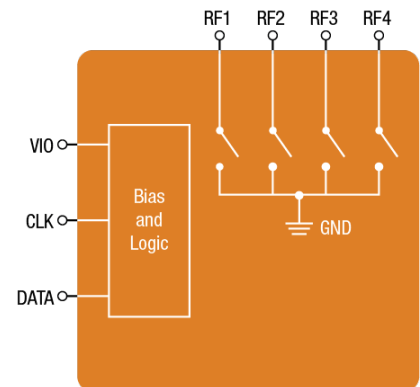 RF1 RF2 RF3 RF4
VIO
Bias
and
Logic
CLK
GND
DATA